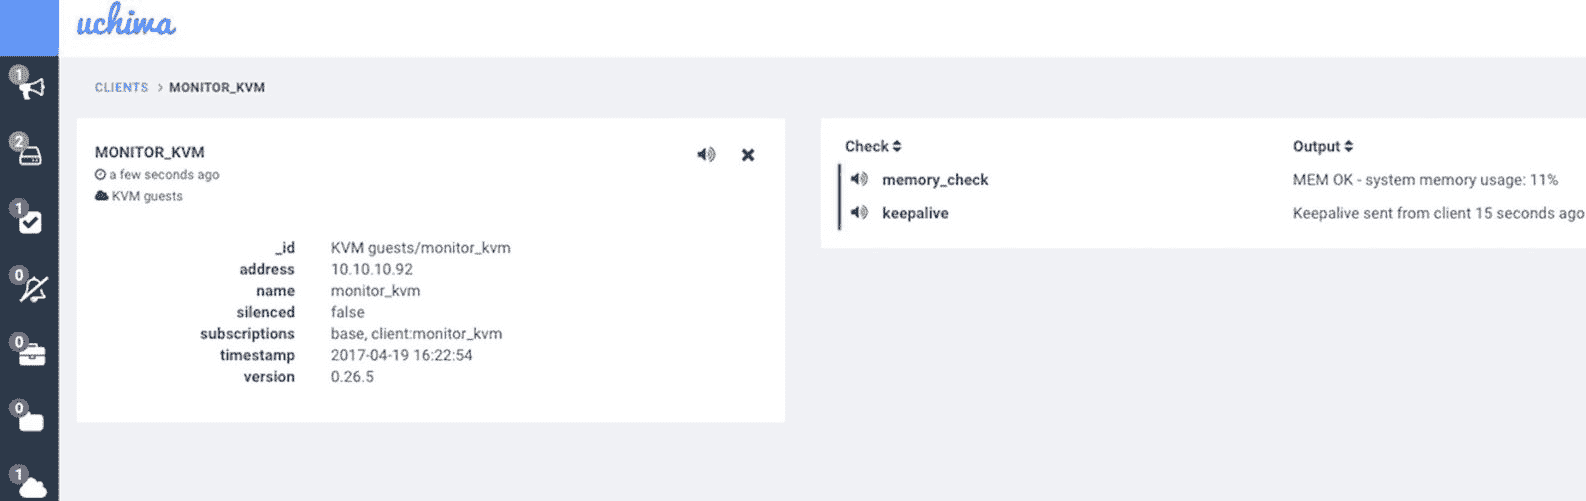 uchiwa
1
2
1
0
0
0
1
CLIENTS > MONITOR_KVM
MONITOR_KVM
a few seconds ago
KVM guests
_id KVM guests/monitor_kvm
address 10.10.10.92
name monitor_kvm
silenced false
subscriptions base, client:monitor_kvm
timestamp 2017-04-19 16:22:54
version 0.26.5
Check Output
memory_check MEM OK - system memory usage: 11%
keepalive Keepalive sent from client 15 seconds ago